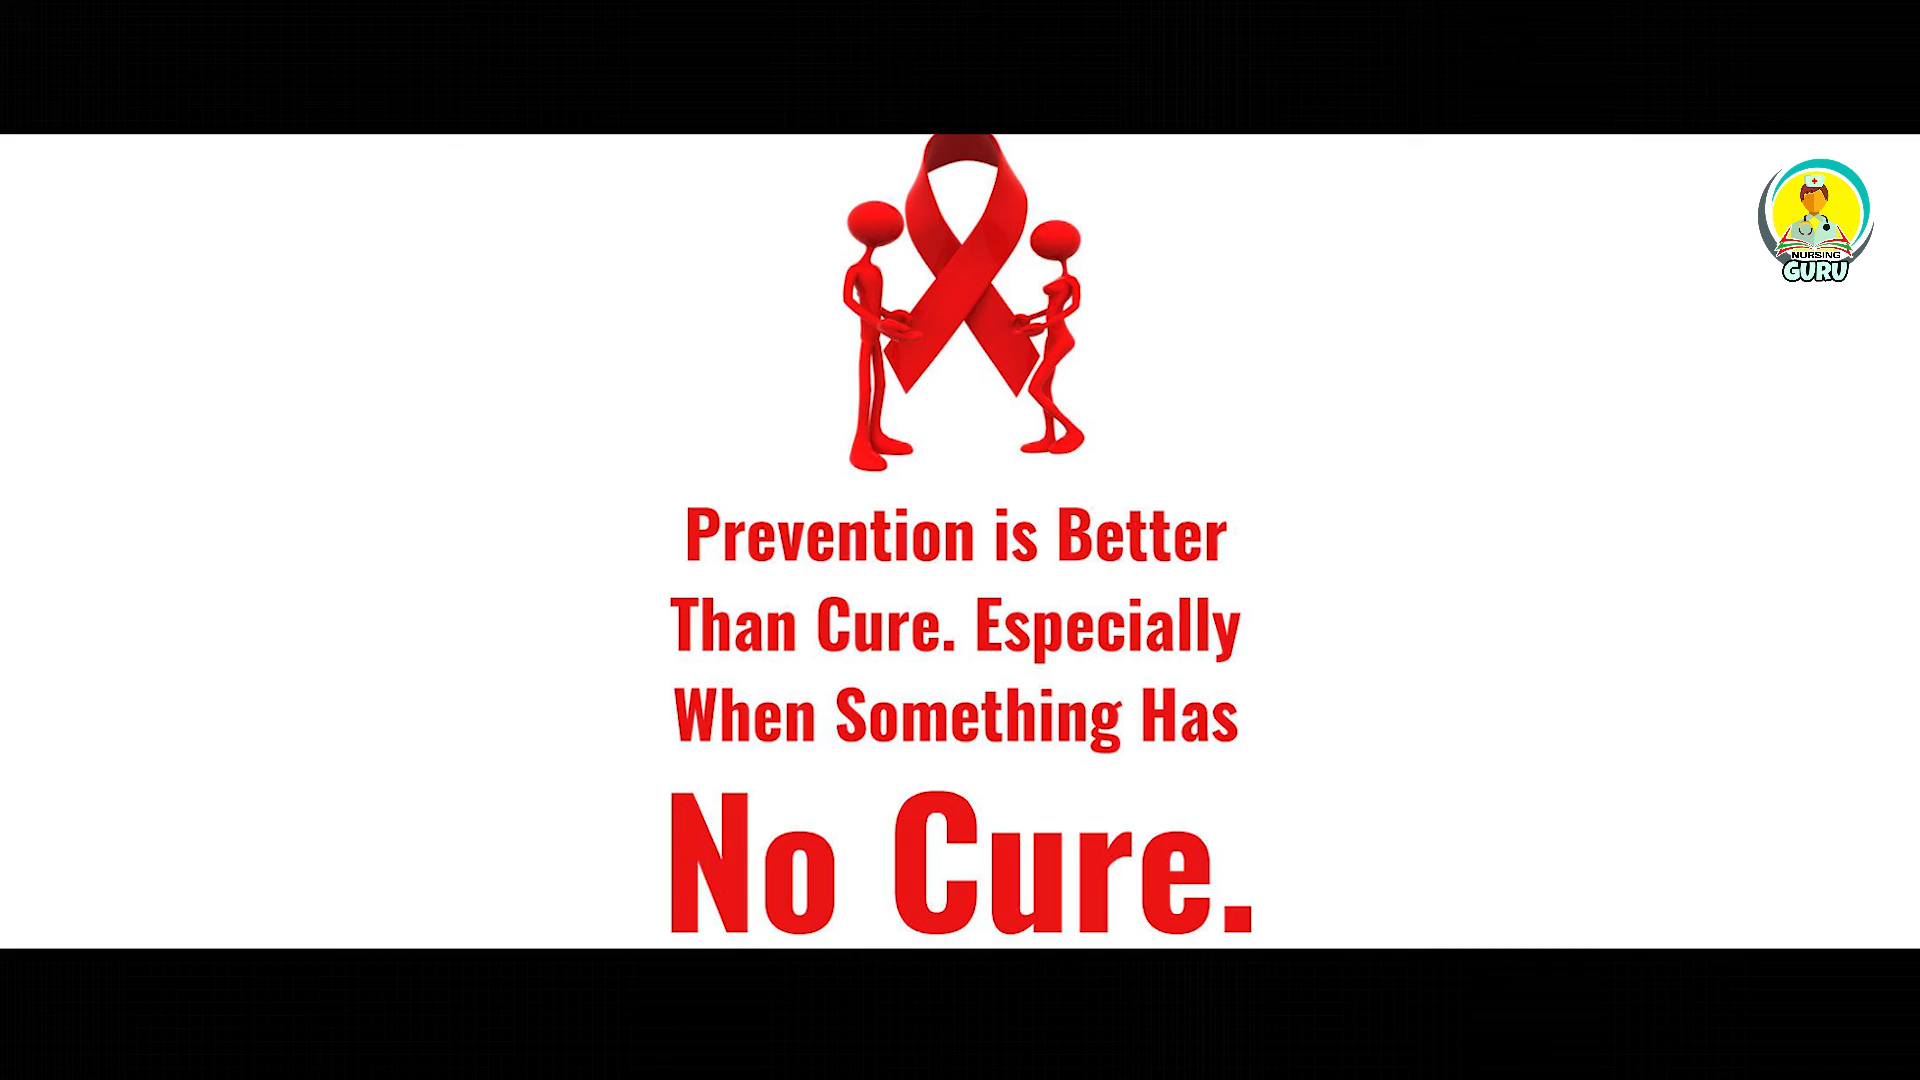 NURSING
GURU
Prevention is Better
Than Cure. Especially
When Something Has
No Cure.